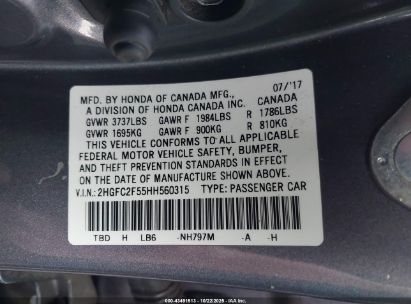 MFD. BY HONDA OF CANADA MFG., 07/'17
A DIVISION OF HONDA CANADA INC. CANADA
GVWR 3737LBS GAWR F 1984LBS R 1786LBS
GVWR 1695KG GAWR F 900KG R 810KG
THIS VEHICLE CONFORMS TO ALL APPLICABLE
FEDERAL MOTOR VEHICLE SAFETY, BUMPER,
AND THEFT PREVENTION STANDARDS IN EFFECT
ON THE DATE OF MANUFACTURE SHOWN ABOVE.
V.I.N.: 2HGFC2F55HH560315 TYPE: PASSENGER CAR
TBD H LB6 -NH797M -A -H